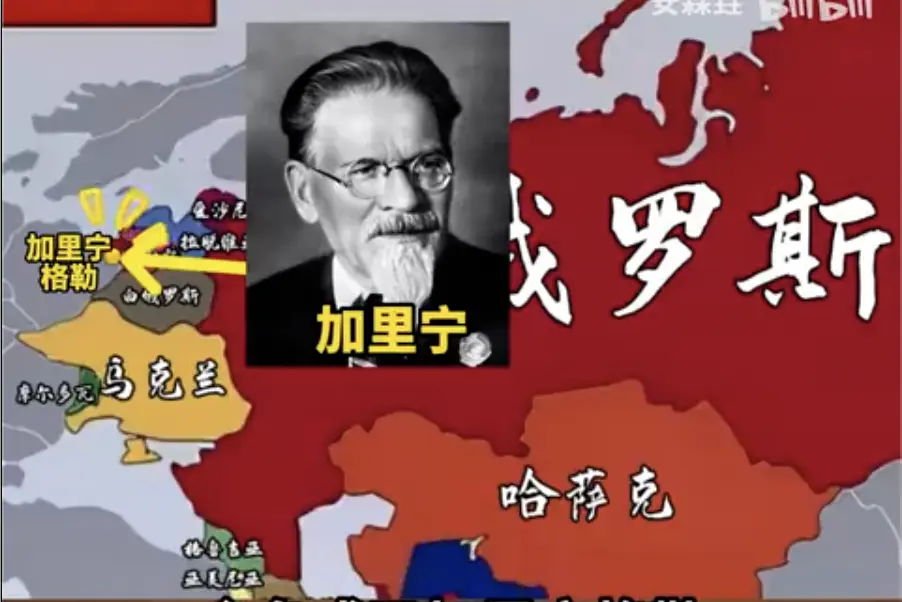 bilibili
爱沙尼
拉脱维亚
加里宁
格勒
白俄罗斯
加里宁
俄罗斯
乌克兰
摩尔多瓦
哈萨克
格鲁吉亚
亚美尼亚